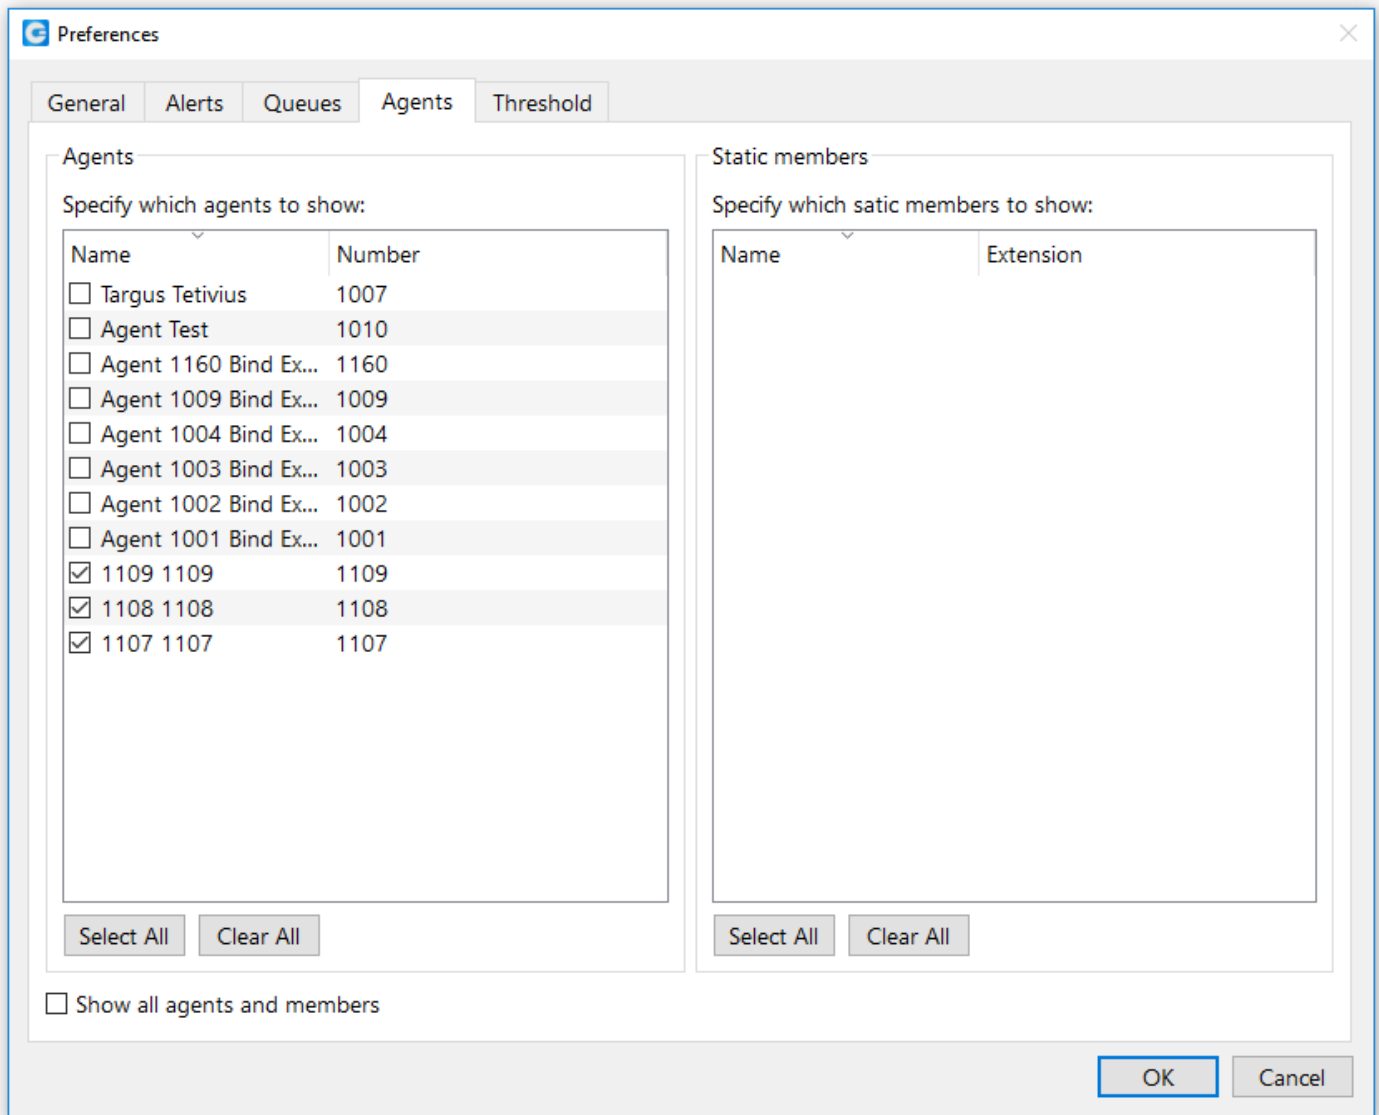 Preferences
General Alerts Queues Agents Threshold
Agents
Specify which agents to show:
Name Number
Targus Tetivius 1007
Agent Test 1010
Agent 1160 Bind Ex... 1160
Agent 1009 Bind Ex... 1009
Agent 1004 Bind Ex... 1004
Agent 1003 Bind Ex... 1003
Agent 1002 Bind Ex... 1002
Agent 1001 Bind Ex... 1001
1109 1109 1109
1108 1108 1108
1107 1107 1107
Select All Clear All
Static members
Specify which satic members to show:
Name Extension
Select All Clear All
Show all agents and members
OK Cancel